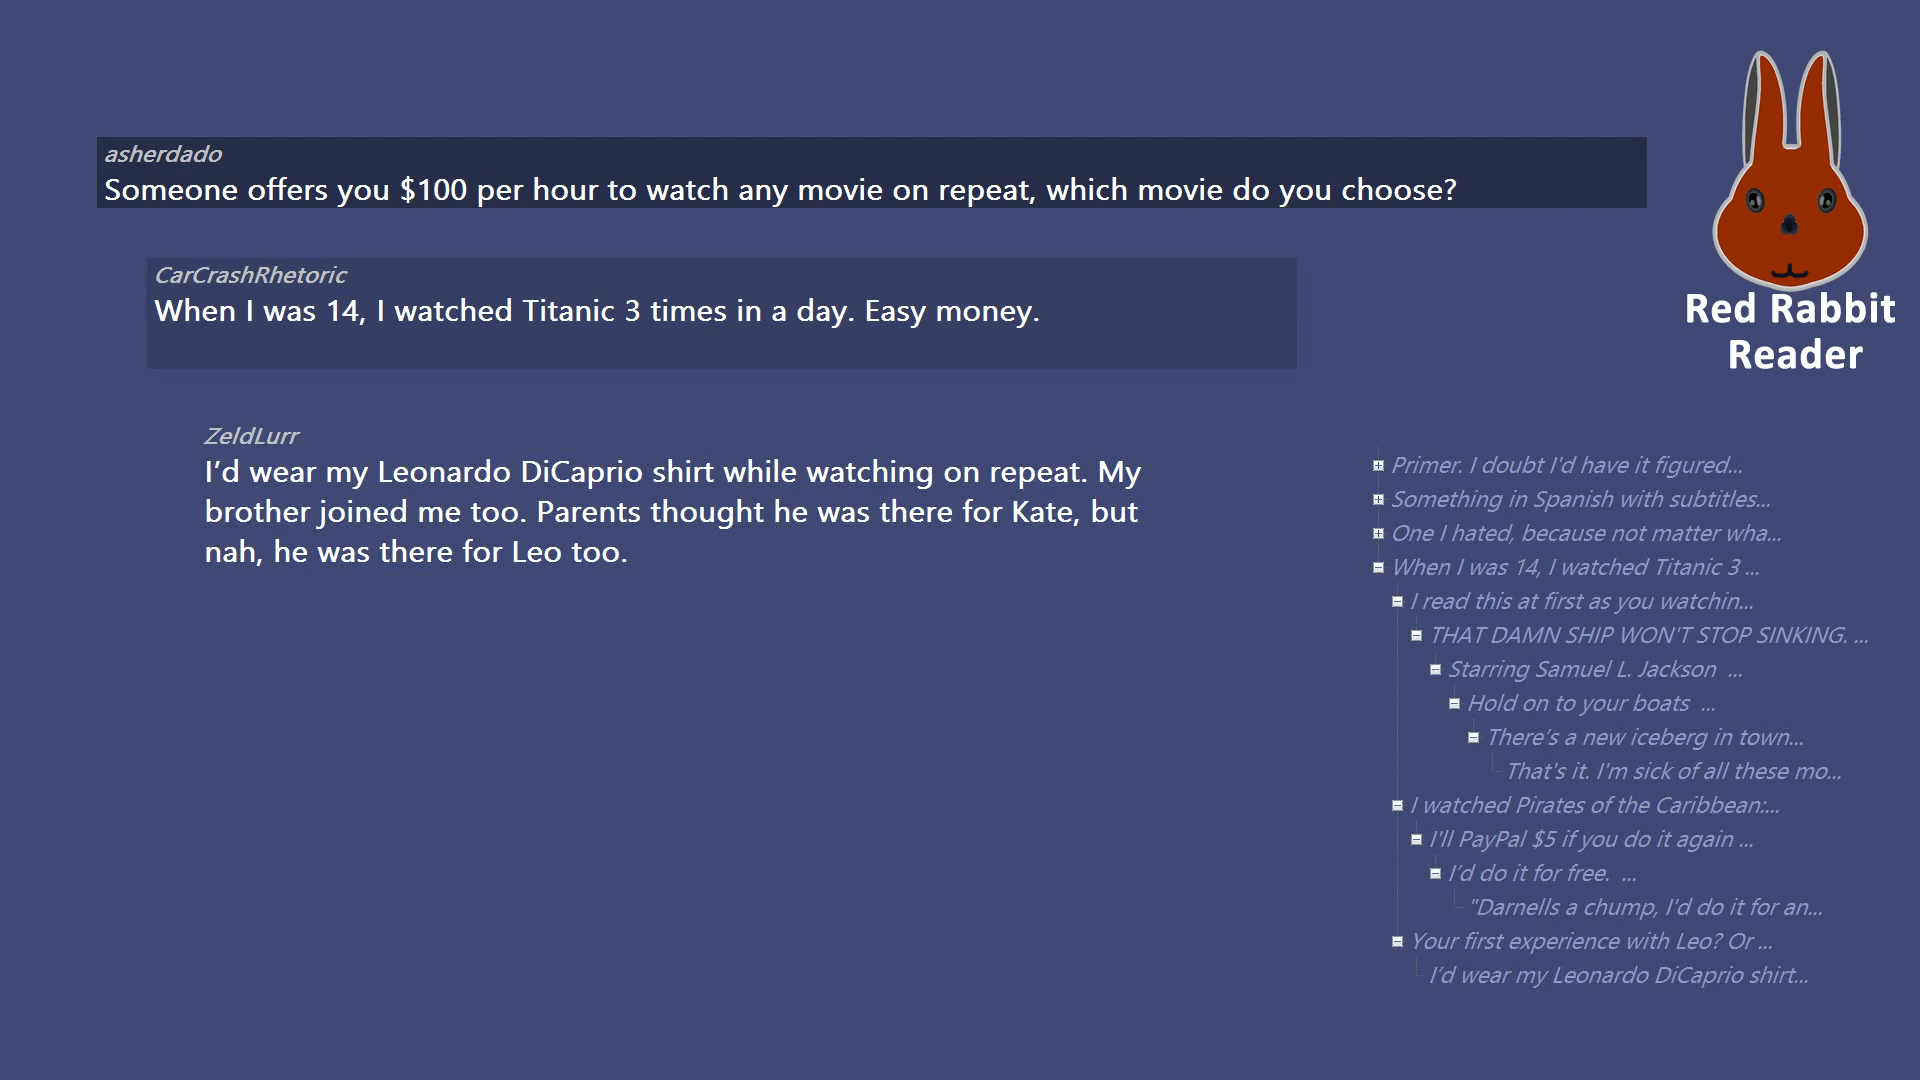 asherdado
Someone offers you $100 per hour to watch any movie on repeat, which movie do you choose?
CarCrashRhetoric
When I was 14, I watched Titanic 3 times in a day. Easy money.
ZeldLurr
I’d wear my Leonardo DiCaprio shirt while watching on repeat. My
brother joined me too. Parents thought he was there for Kate, but
nah, he was there for Leo too.
Red Rabbit
Reader
Primer. I doubt I'd have it figured...
Something in Spanish with subtitles...
One I hated, because not matter wha...
When I was 14, I watched Titanic 3 ...
I read this at first as you watchin...
THAT DAMN SHIP WON'T STOP SINKING. ...
Starring Samuel L. Jackson ...
Hold on to your boats ...
There’s a new iceberg in town...
That's it. I'm sick of all these mo...
I watched Pirates of the Caribbean:...
I'll PayPal $5 if you do it again ...
I’d do it for free. ...
"Darnells a chump, I'd do it for an...
Your first experience with Leo? Or ...
I’d wear my Leonardo DiCaprio shirt...